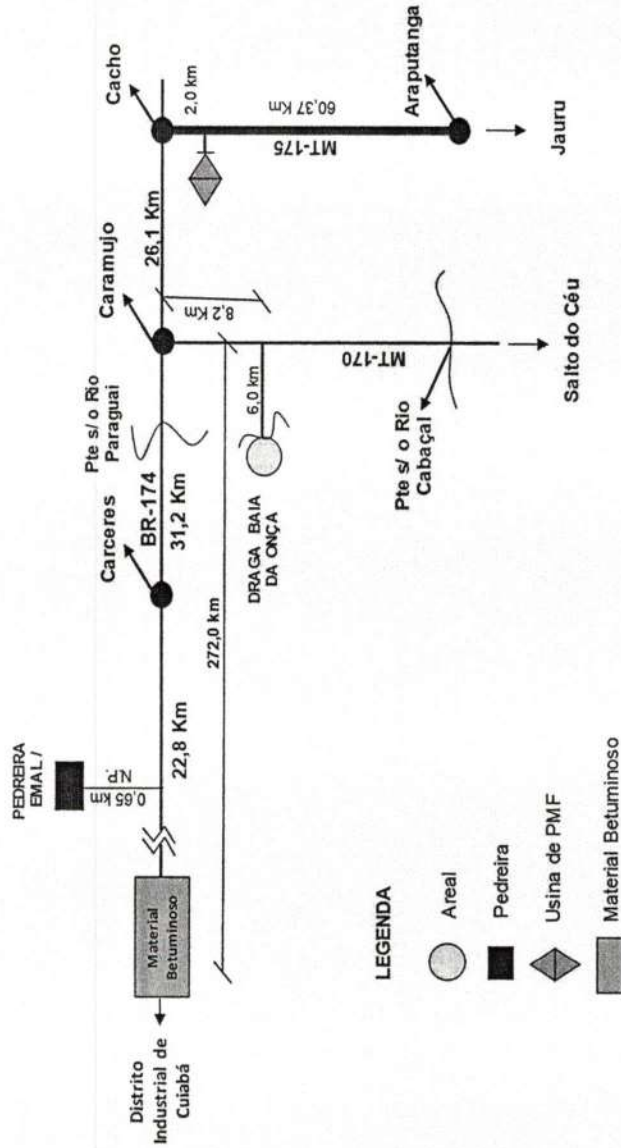 PEDREIRA
EMAL /
0,65 km
N.P.
Distrito
Industrial de
Cuiabá
Material
Betuminoso
22,8 Km
Carceres
BR-174
31,2 Km
Pte s/ o Rio
Paraguai
Caramujo
26,1 Km
Cacho
2,0 km
272,0 km
8,2 Km
6,0 km
DRAGA BAIA
DA ONÇA
MT-170
Pte s/ o Rio
Cabaçal
Salto do Céu
MT-175
60,37 Km
Araputanga
Jauru
LEGENDA
Areal
Pedreira
Usina de PMF
Material Betuminoso